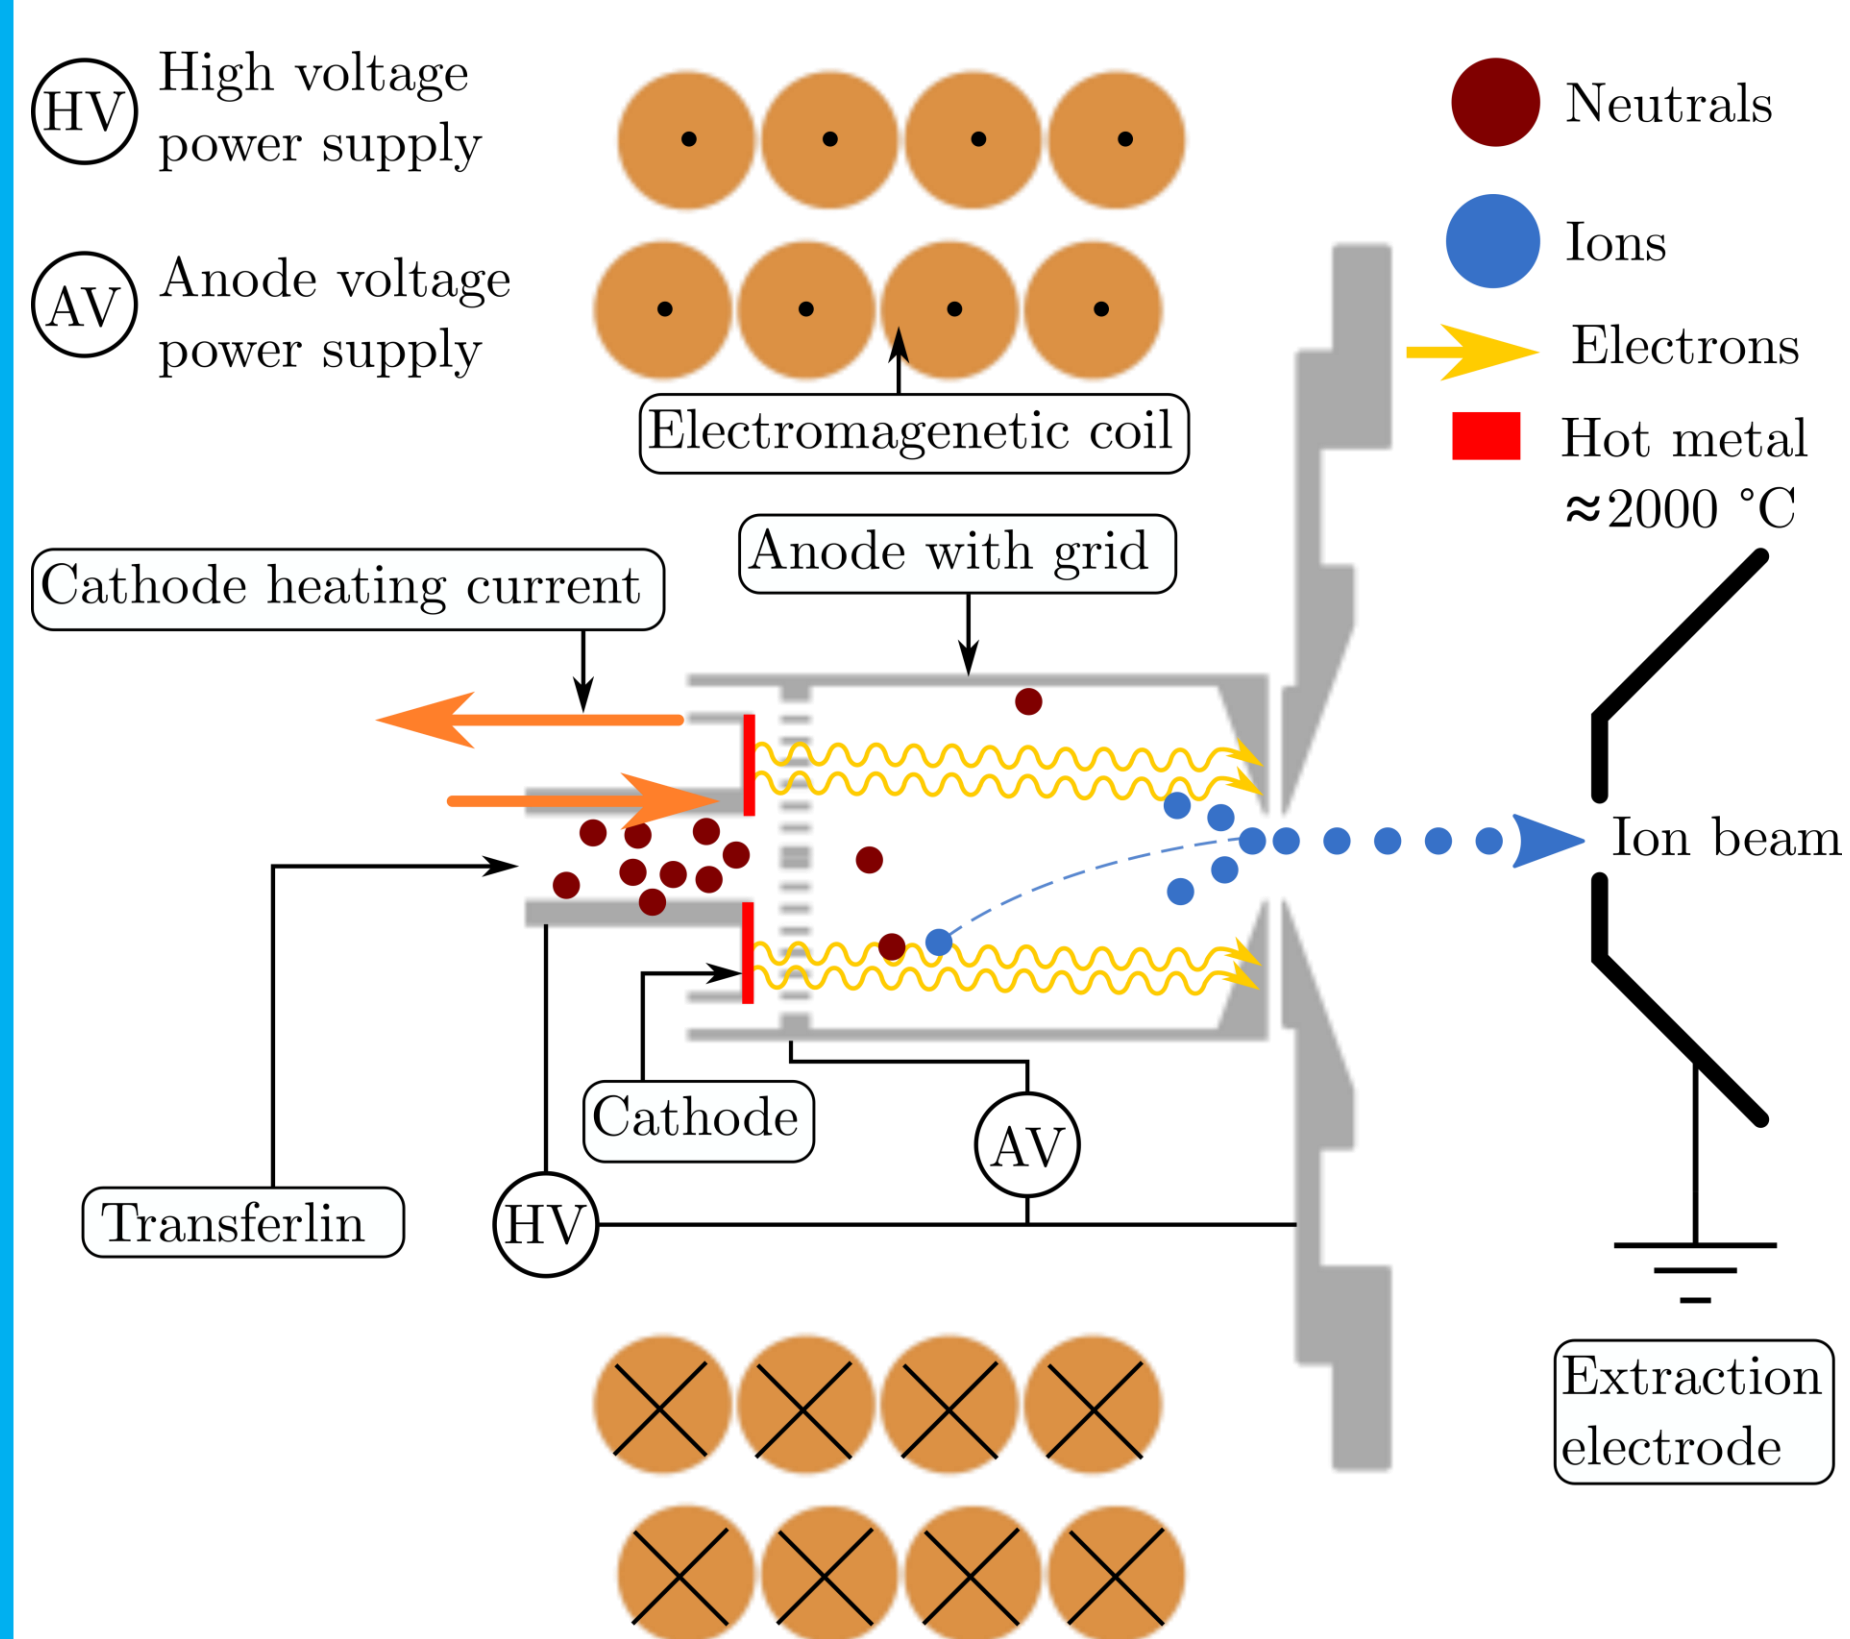 HV
High voltage
power supply
AV
Anode voltage
power supply
Neutrals
Ions
Electrons
Hot metal
≈2000 °C
Electromagenetic coil
Anode with grid
Cathode heating current
Ion beam
Cathode
AV
Transferlin
HV
Extraction
electrode